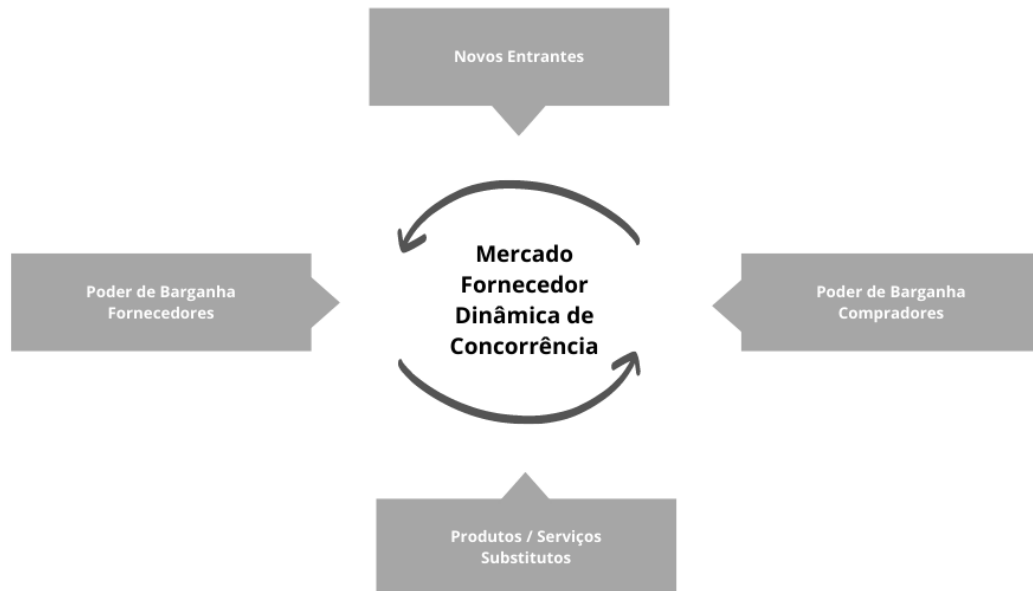 Novos Entrantes
Mercado
Fornecedor
Dinâmica de
Concorrência
Poder de Barganha
Fornecedores
Poder de Barganha
Compradores
Produtos / Serviços
Substitutos